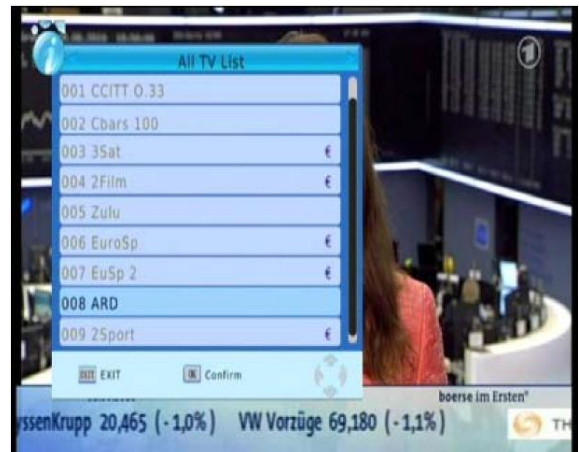 All TV List
001 CCITT O.33
002 Cbars 100
003 3Sat €
004 2Film €
005 Zulu
006 EuroSp €
007 EuSp 2 €
008 ARD
009 2Sport €
EXIT EXIT
OK Confirm
boerse im Ersten"
yssenKrupp 20,465 (-1,0%) VW Vorzüge 69,180 (-1,1%) TH